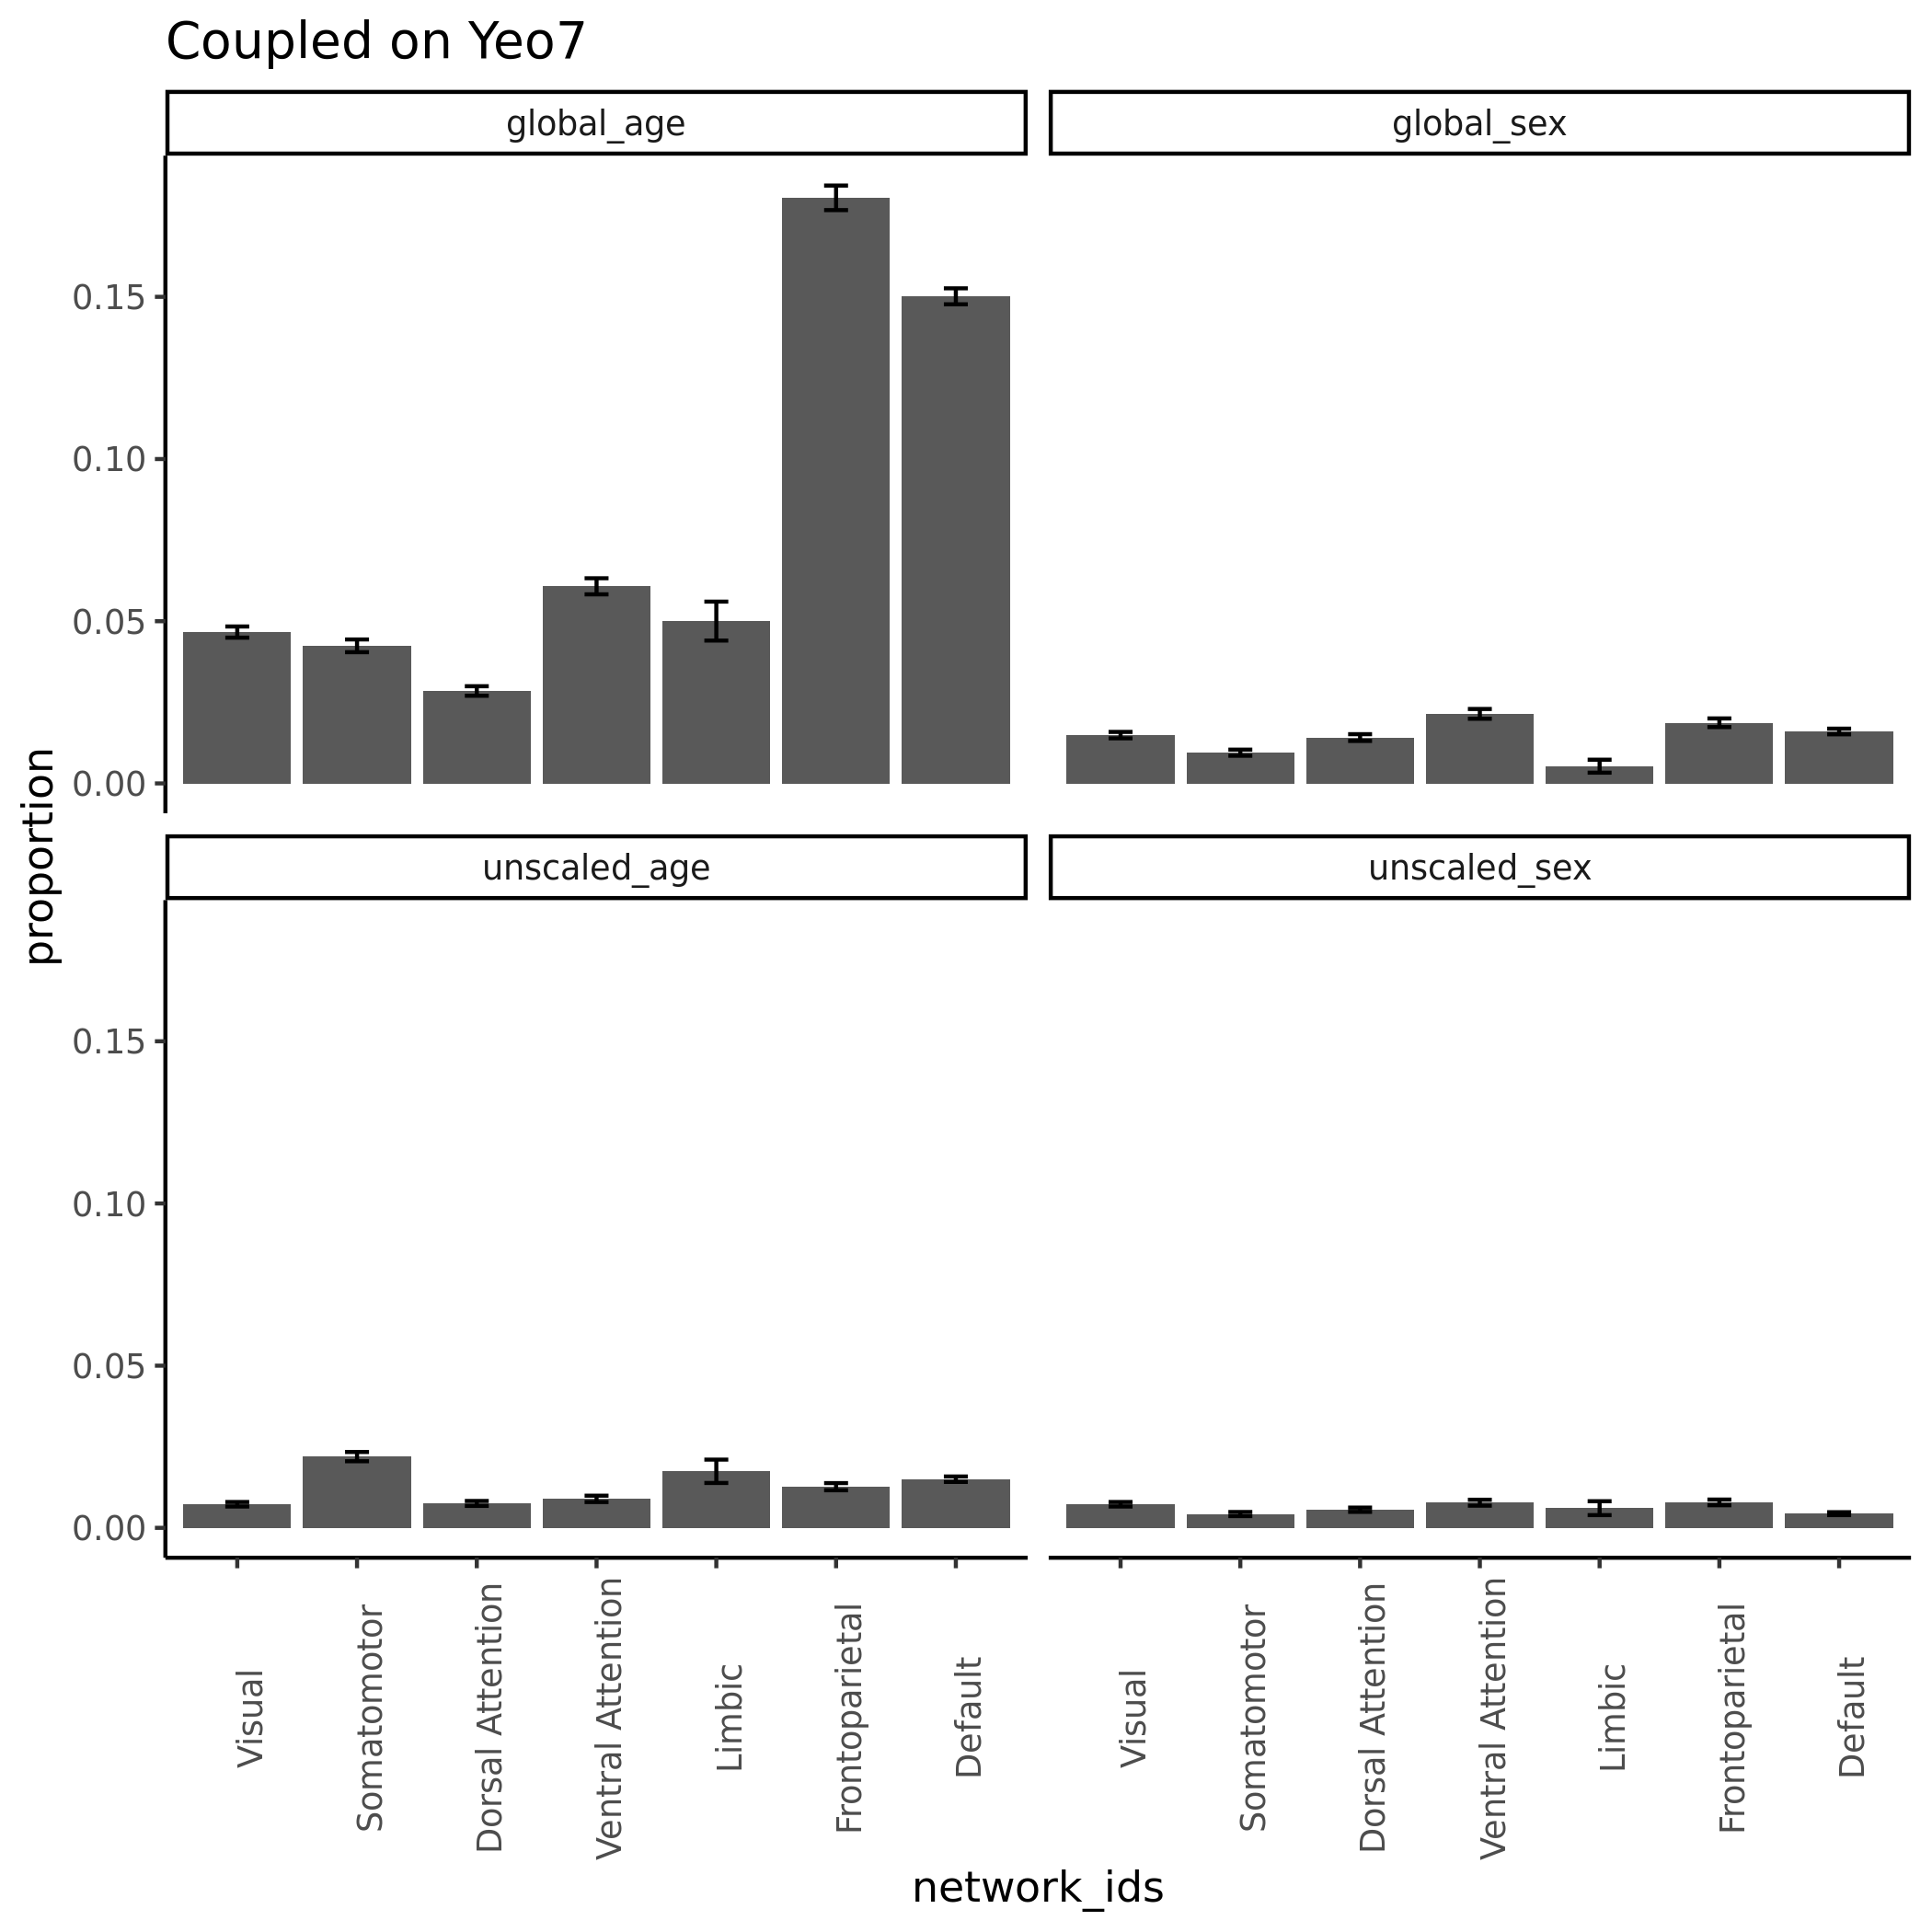 Coupled on Yeo7
global_age
global_sex
0.15
0.10
0.05
0.00
unscaled_age
unscaled_sex
0.15
0.10
0.05
0.00
proportion
Visual
Somatomotor
Dorsal Attention
Ventral Attention
Limbic
Frontoparietal
Default
Visual
Somatomotor
Dorsal Attention
Ventral Attention
Limbic
Frontoparietal
Default
network_ids